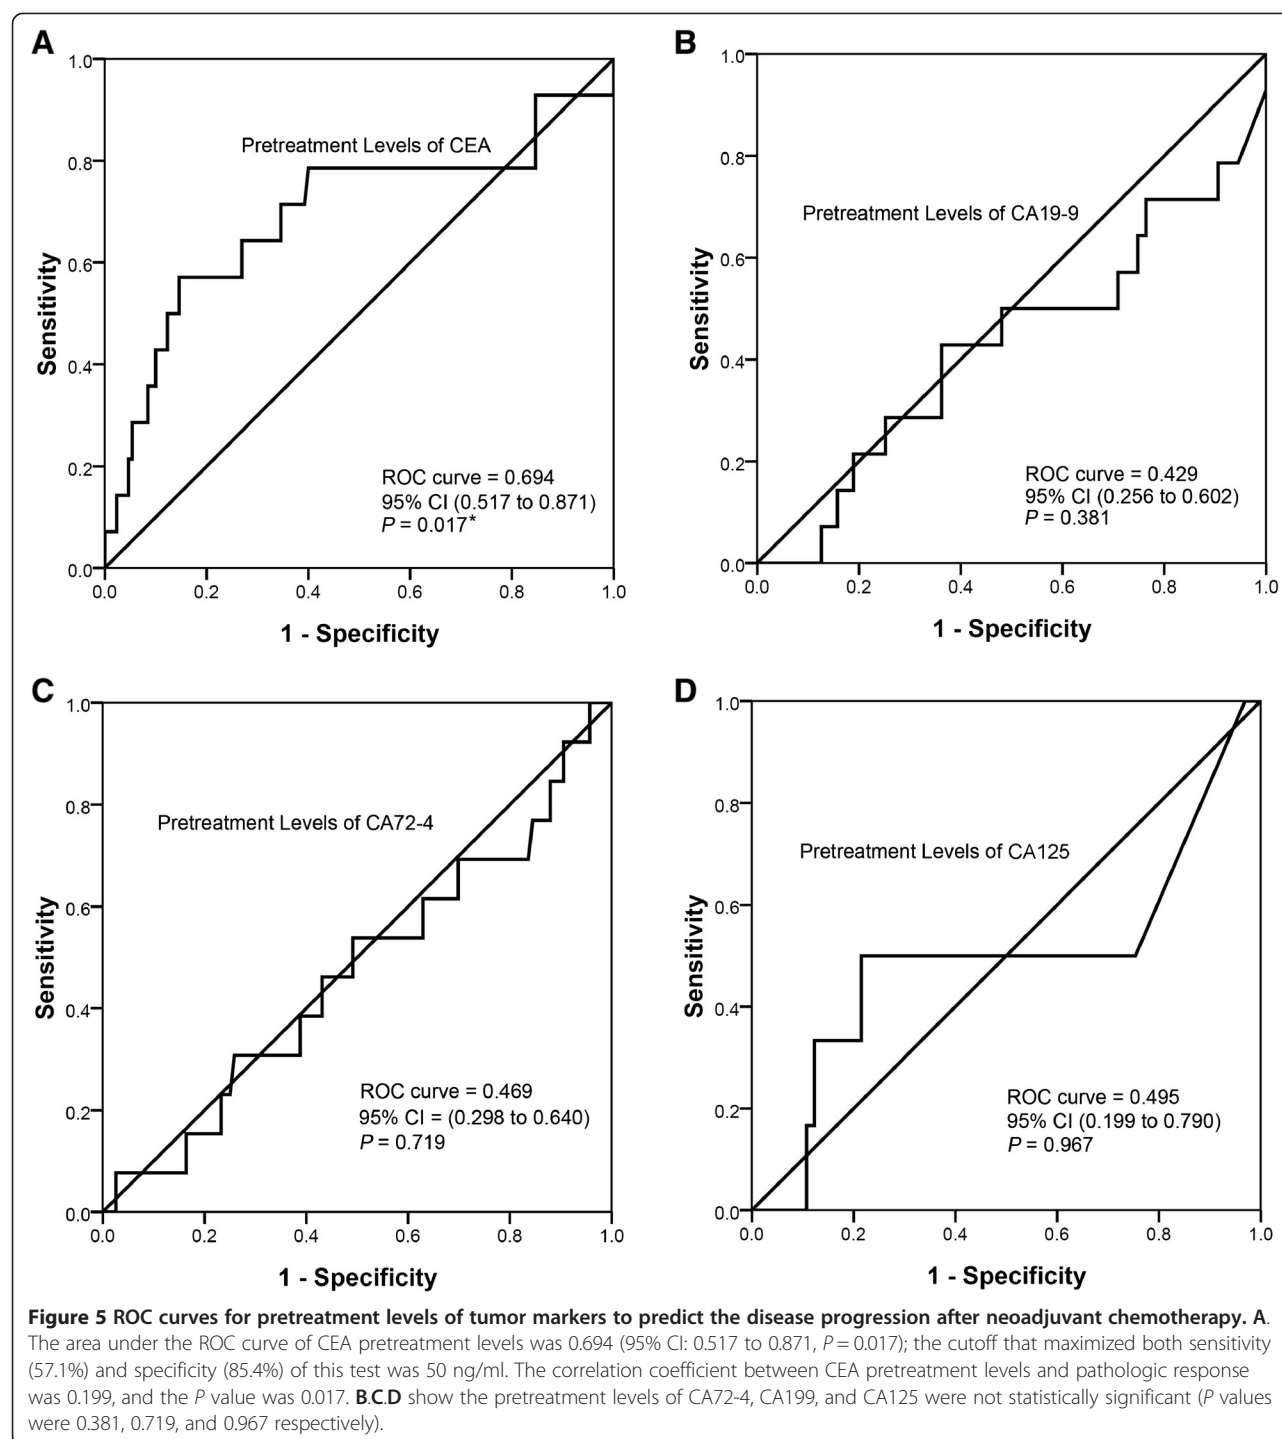 A
1.0
0.8
0.6
0.4
0.2
0.0
Sensitivity
Pretreatment Levels of CEA
ROC curve = 0.694
95% CI (0.517 to 0.871)
P = 0.017*
0.0 0.2 0.4 0.6 0.8 1.0
1 - Specificity
B
1.0
0.8
0.6
0.4
0.2
0.0
Sensitivity
Pretreatment Levels of CA19-9
ROC curve = 0.429
95% CI (0.256 to 0.602)
P = 0.381
0.0 0.2 0.4 0.6 0.8 1.0
1 - Specificity
C
1.0
0.8
0.6
0.4
0.2
0.0
Sensitivity
Pretreatment Levels of CA72-4
ROC curve = 0.469
95% CI = (0.298 to 0.640)
P = 0.719
0.0 0.2 0.4 0.6 0.8 1.0
1 - Specificity
D
1.0
0.8
0.6
0.4
0.2
0.0
Sensitivity
Pretreatment Levels of CA125
ROC curve = 0.495
95% CI (0.199 to 0.790)
P = 0.967
0.0 0.2 0.4 0.6 0.8 1.0
1 - Specificity
Figure 5 ROC curves for pretreatment levels of tumor markers to predict the disease progression after neoadjuvant chemotherapy. A.
The area under the ROC curve of CEA pretreatment levels was 0.694 (95% CI: 0.517 to 0.871, P = 0.017); the cutoff that maximized both sensitivity
(57.1%) and specificity (85.4%) of this test was 50 ng/ml. The correlation coefficient between CEA pretreatment levels and pathologic response
was 0.199, and the P value was 0.017. B.C.D show the pretreatment levels of CA72-4, CA199, and CA125 were not statistically significant (P values
were 0.381, 0.719, and 0.967 respectively).